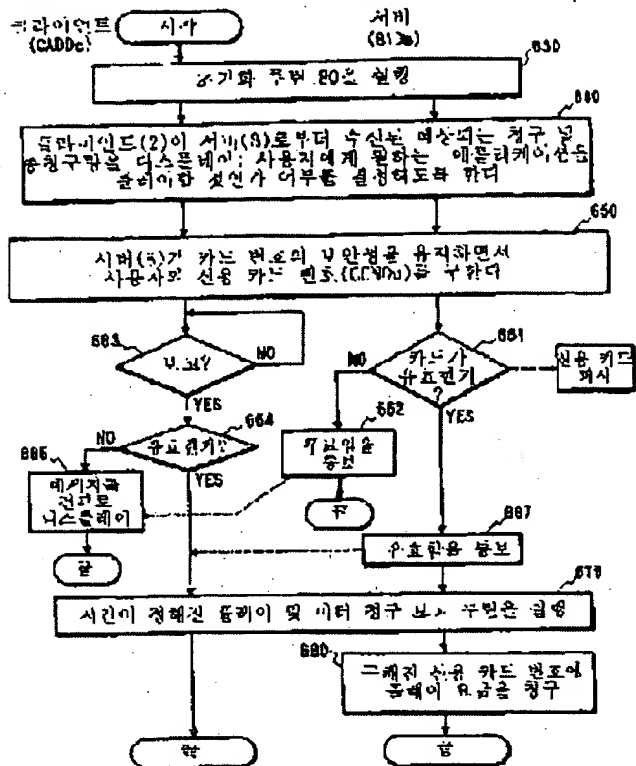 클라이언트
(CADDc)
시작
서버
630
초기화 루틴 80을 실행
640
클라이언트(2)이 서버(8)로부터 수신된 예상되는 청구 및
총청구량을 디스플레이; 사용자에게 원하는 애플리케이션을
플레이할 것인가 여부를 결정하도록 한다
650
서버(8)가 카드 번호의 보안성을 유지하면서
사용자의 신용 카드 번호 를 구한다
663
NO
YES
661
카드가
유효한가
?
NO
YES
신용 카드
회사
664
유효한가?
NO
YES
662
무효임을
통보
끝
665
메세지를
디스플레이
끝
667
유효함을 통보
시간이 정해진 플레이 및 미터 청구 보고 루틴을 실행
680
구해진 신용 카드 번호에
플레이 요금을 청구
끝
끝